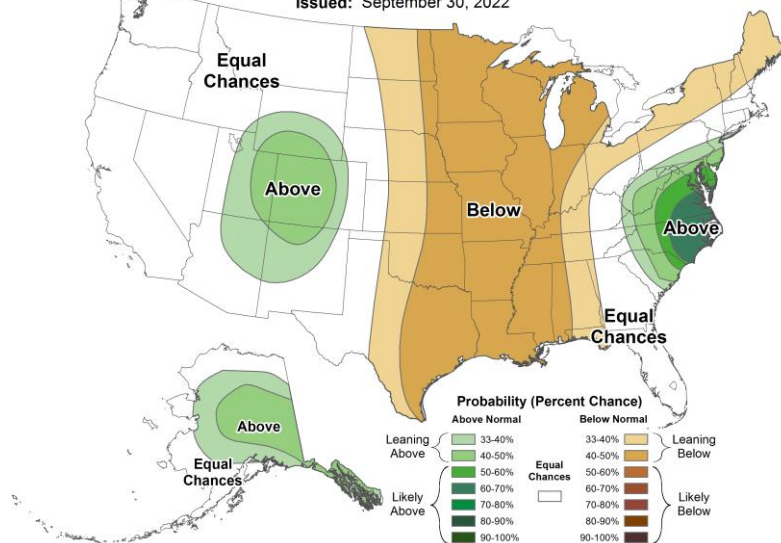 Issued: September 30, 2022
Equal
Chances
Above
Below
Above
Equal
Chances
Above
Equal
Chances
Probability (Percent Chance)
Above Normal
Below Normal
Leaning
Above
33-40%
40-50%
Likely
Above
50-60%
60-70%
70-80%
80-90%
90-100%
Equal
Chances
33-40%
40-50%
Leaning
Below
50-60%
60-70%
70-80%
80-90%
90-100%
Likely
Below